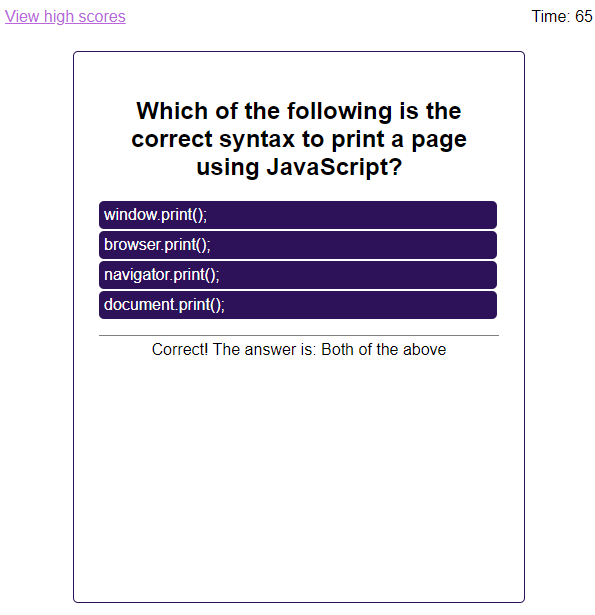 View high scores
Time: 65
Which of the following is the
correct syntax to print a page
using JavaScript?
window.print();
browser.print();
navigator.print();
document.print();
Correct! The answer is: Both of the above